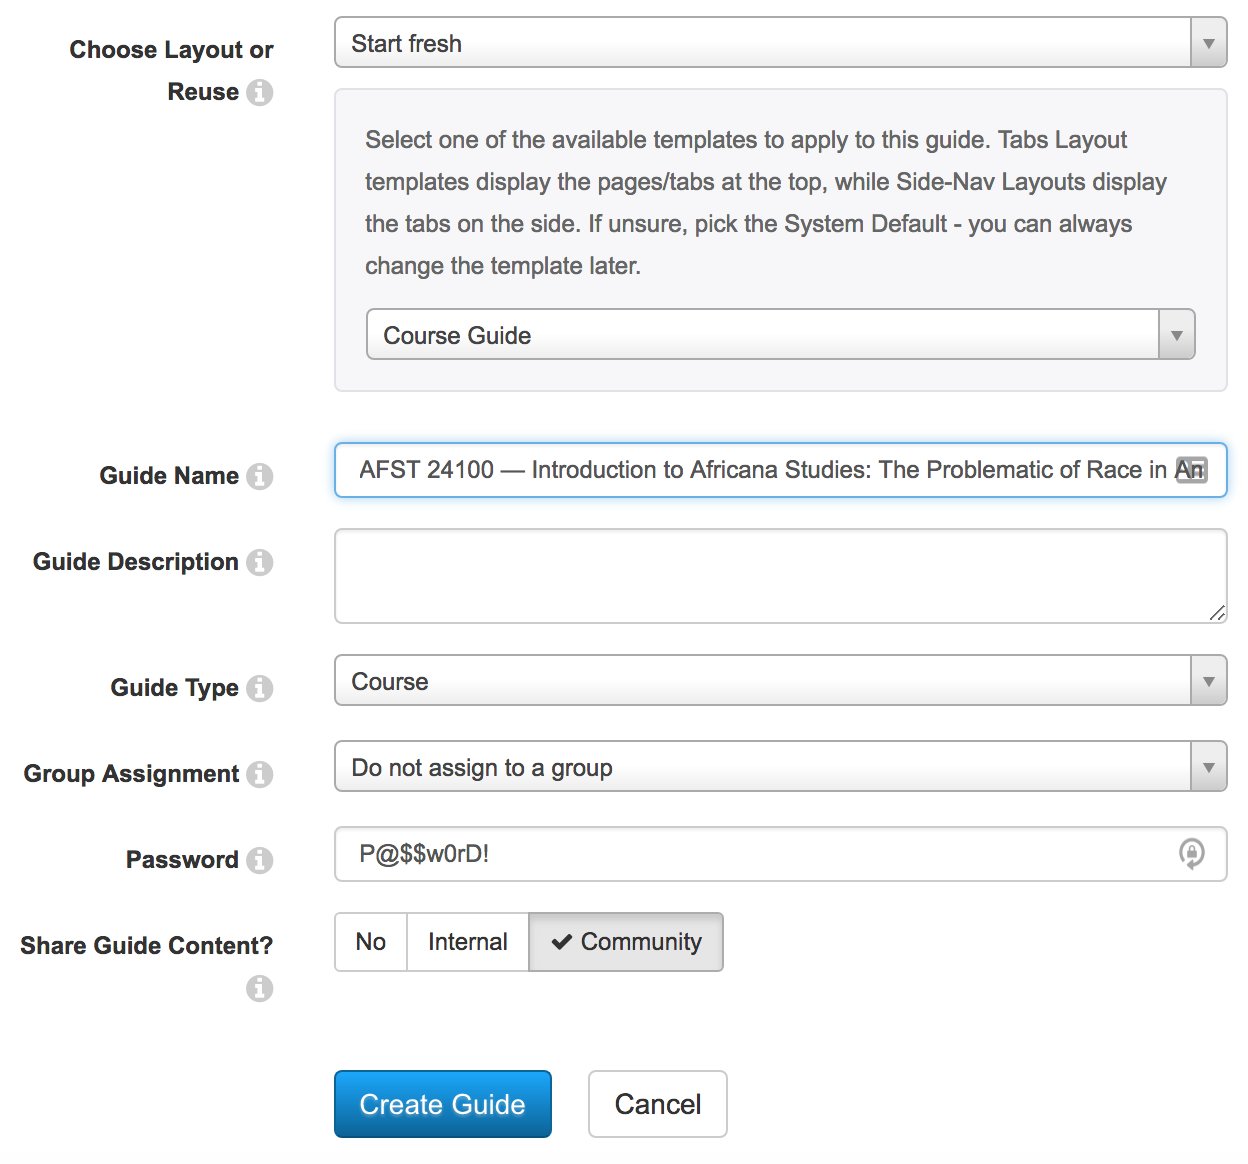 Choose Layout or
Reuse
Start fresh
Select one of the available templates to apply to this guide. Tabs Layout
templates display the pages/tabs at the top, while Side-Nav Layouts display
the tabs on the side. If unsure, pick the System Default - you can always
change the template later.
Course Guide
Guide Name
AFST 24100 — Introduction to Africana Studies: The Problematic of Race in Am
Guide Description
Guide Type
Course
Group Assignment
Do not assign to a group
Password
P@$$w0rD!
Share Guide Content?
No Internal Community
Create Guide Cancel